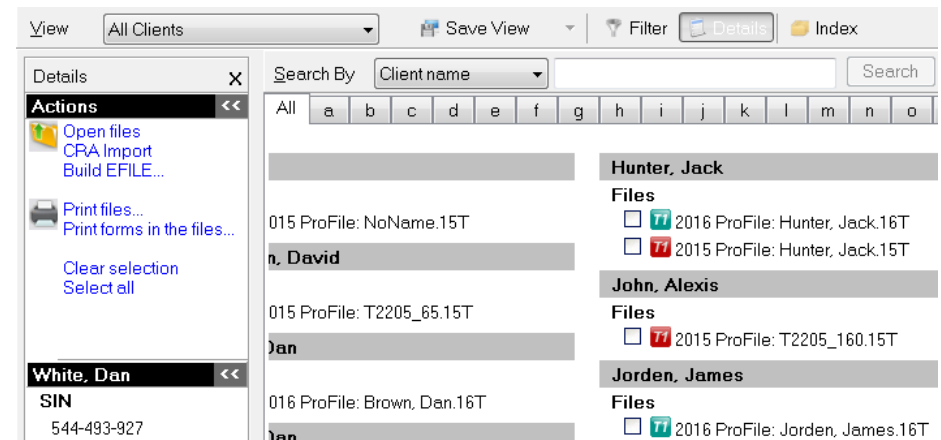 View All Clients Save View Filter Details Index
Details X
Actions <<
Open files
CRA Import
Build EFILE...
Print files...
Print forms in the files...
Clear selection
Select all
White, Dan <<
SIN
544-493-927
Search By Client name Search
All a b c d e f g h i j k l m n o
015 ProFile: NoName.15T
n, David
015 ProFile: T2205_65.15T
Dan
016 ProFile: Brown, Dan.16T
Dan
Hunter, Jack
Files
T1 2016 ProFile: Hunter, Jack.16T
T1 2015 ProFile: Hunter, Jack.15T
John, Alexis
Files
T1 2015 ProFile: T2205_160.15T
Jorden, James
Files
T1 2016 ProFile: Jorden, James.16T